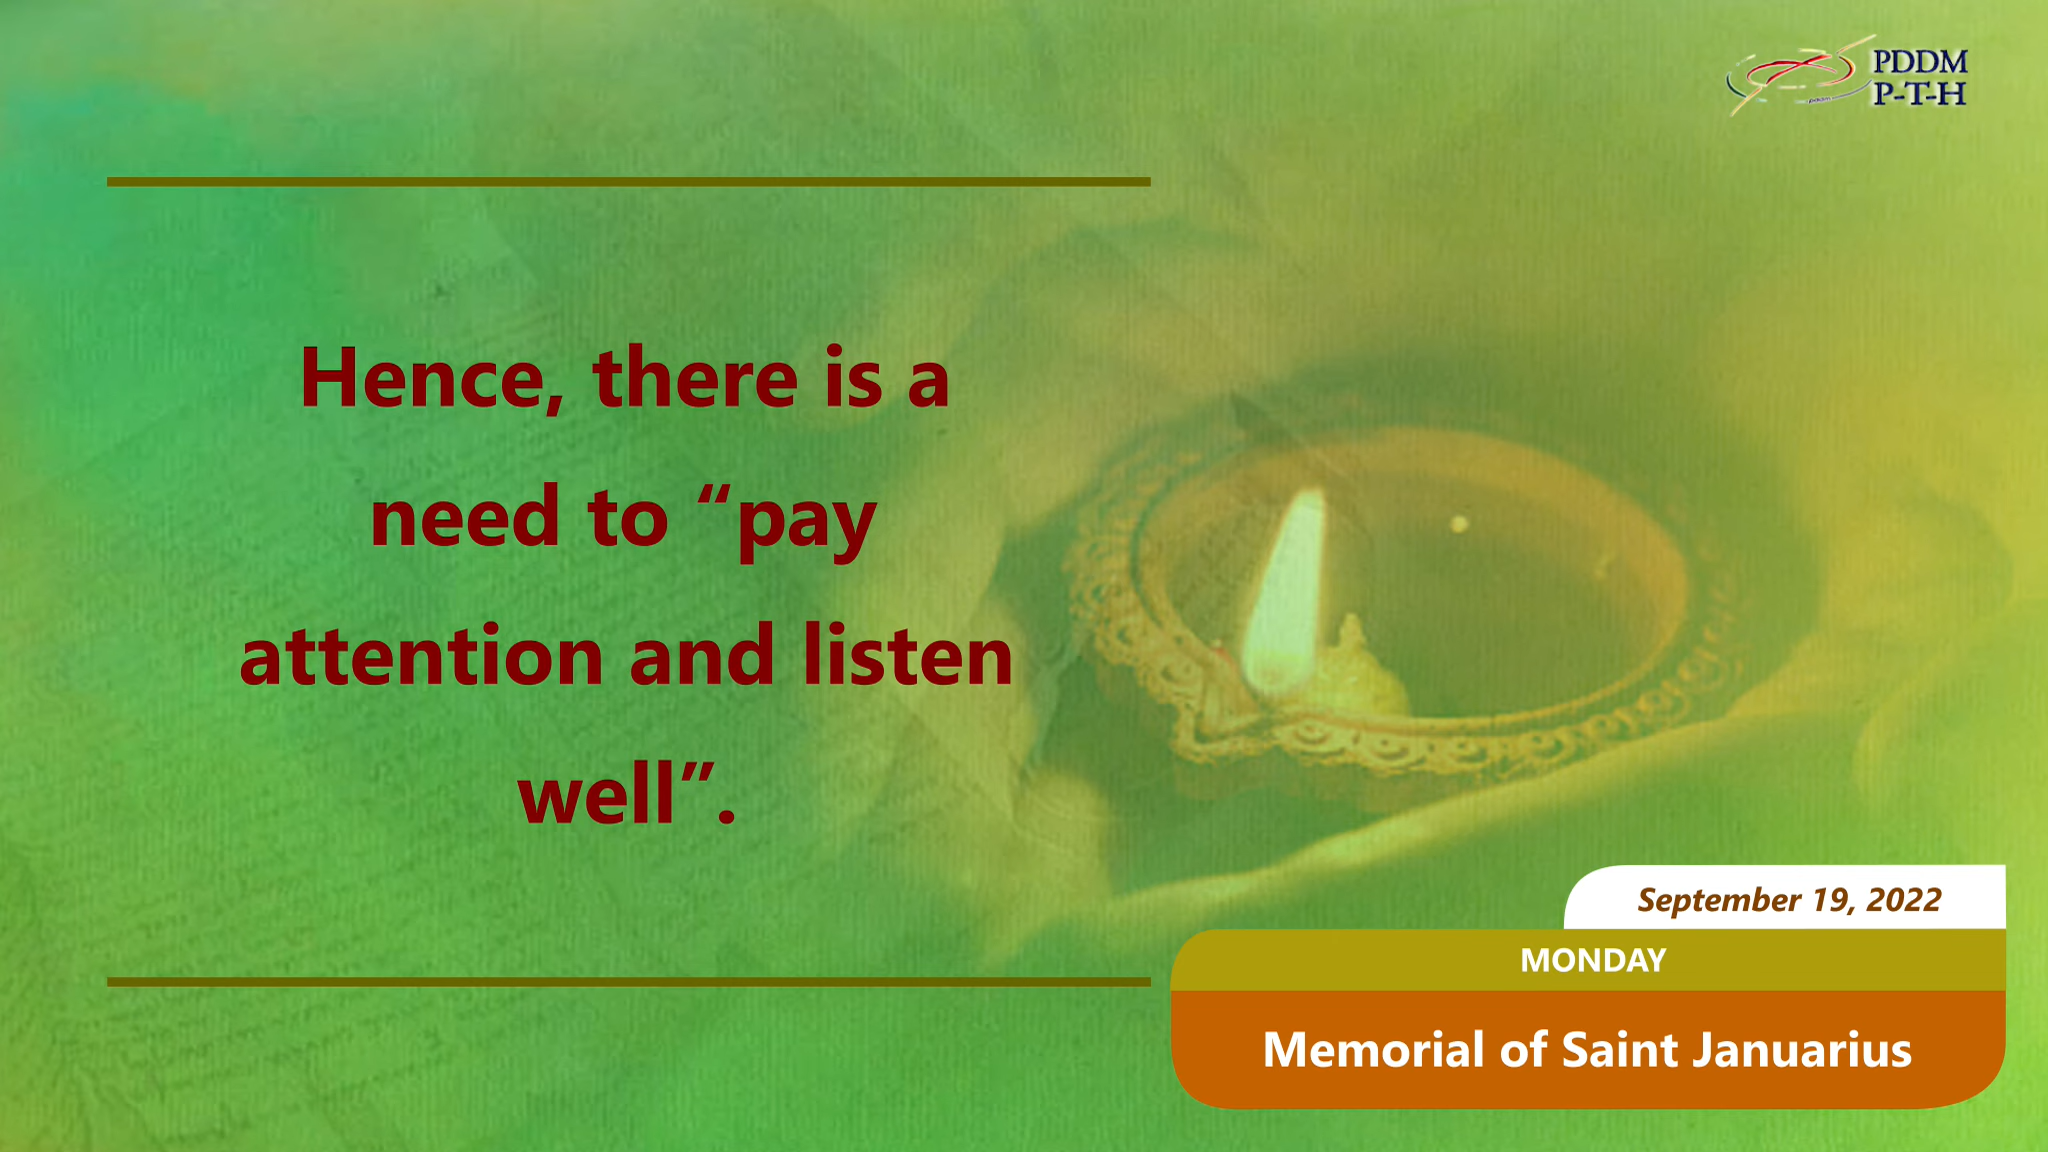 PDDM
P-T-H
Hence, there is a
need to “pay
attention and listen
well”.
September 19, 2022
MONDAY
Memorial of Saint Januarius